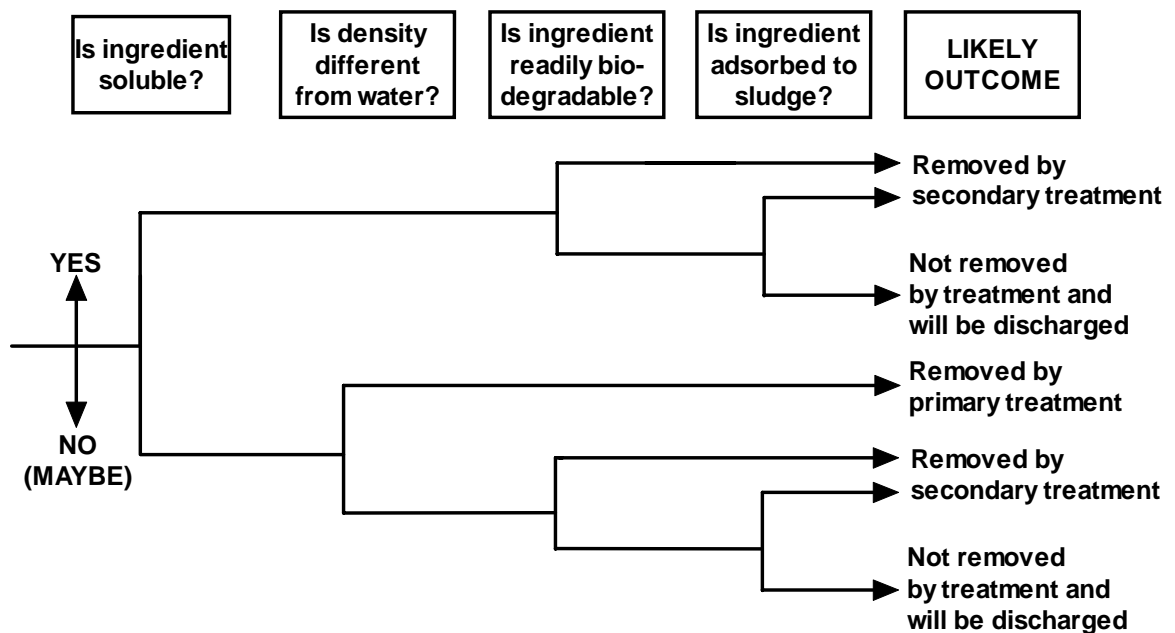 Is ingredient
soluble?
Is density
different
from water?
Is ingredient
readily bio-
degradable?
Is ingredient
adsorbed to
sludge?
LIKELY
OUTCOME
YES
NO
(MAYBE)
Removed by
secondary treatment
Not removed
by treatment and
will be discharged
Removed by
primary treatment
Removed by
secondary treatment
Not removed
by treatment and
will be discharged